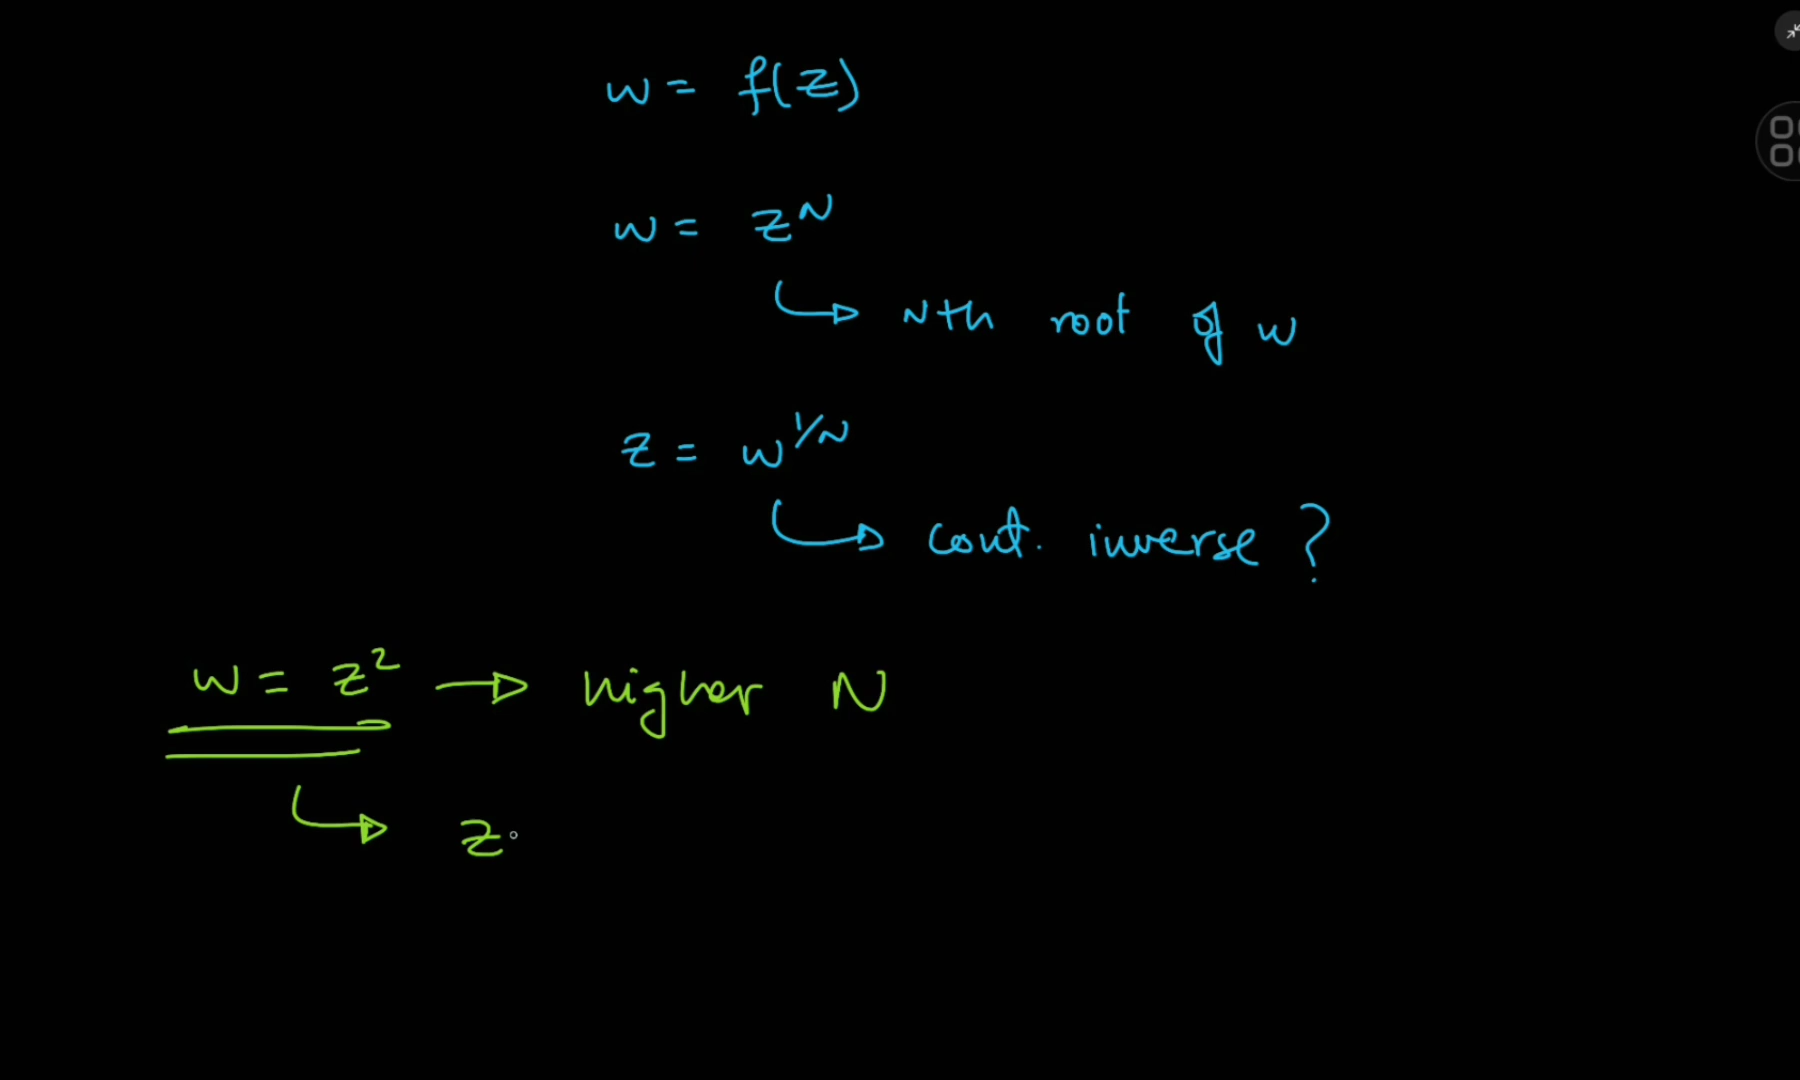 w = f(z)
w = z^N
↳ Nth root of w
z = w^{1/N}
↳ cont. inverse ?
w = z^2 → higher N
↳ z